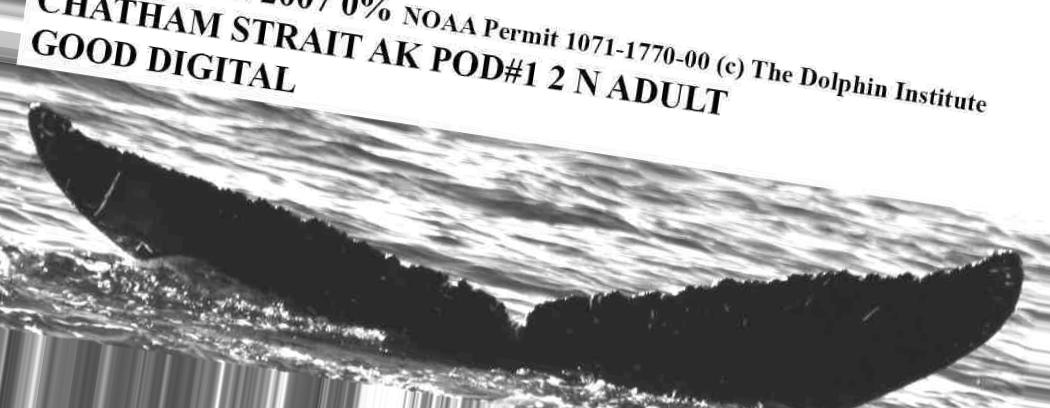 2007 0% NOAA Permit 1071-1770-00 (c) The Dolphin Institute
CHATHAM STRAIT AK POD#1 2 N ADULT
GOOD DIGITAL